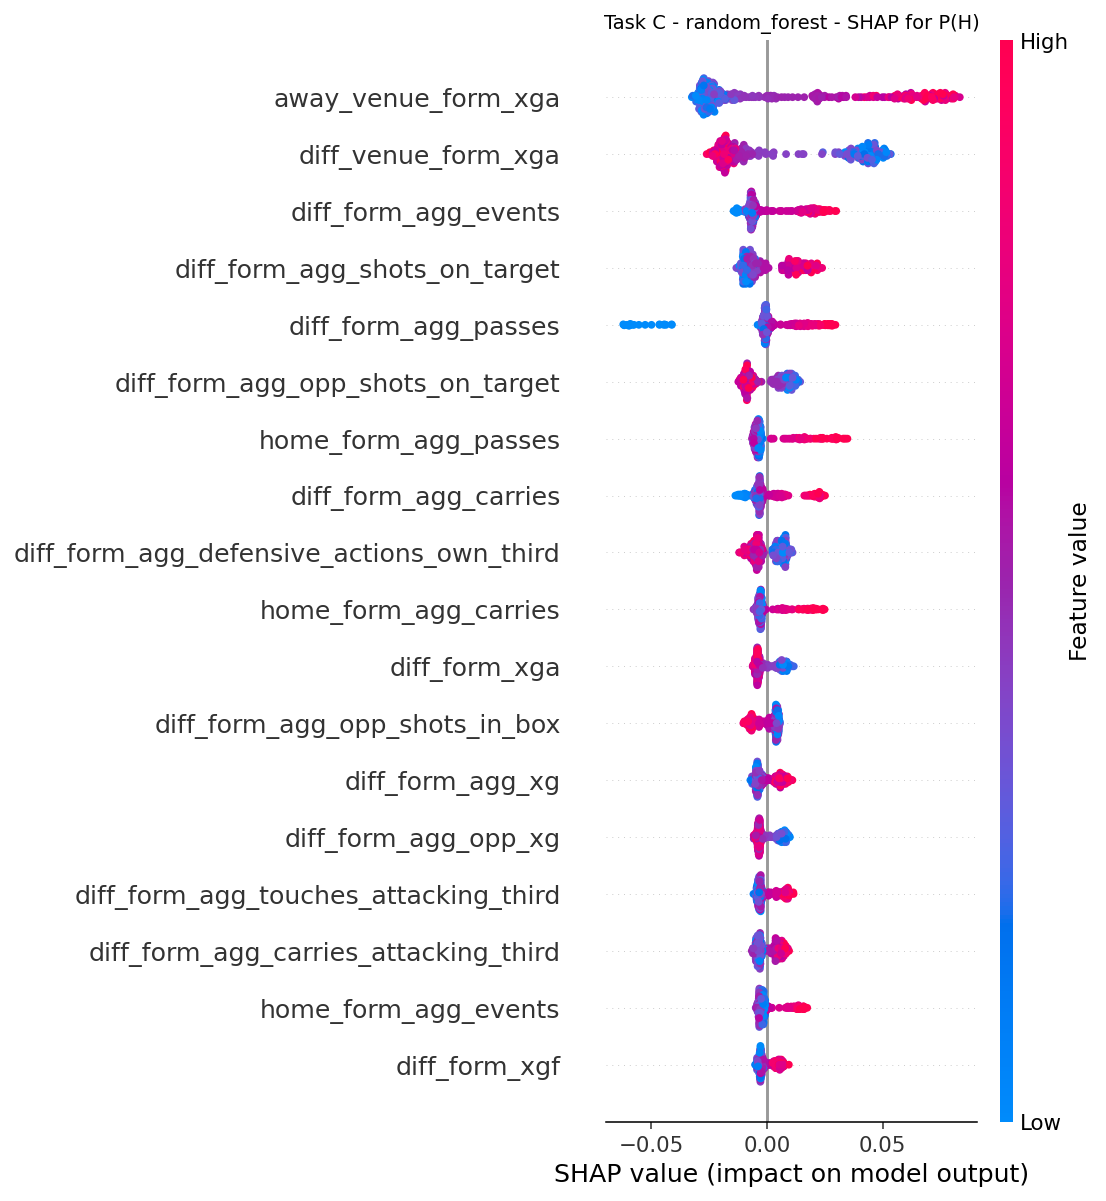 Task C - random_forest - SHAP for P(H)
High
away_venue_form_xga
diff_venue_form_xga
diff_form_agg_events
diff_form_agg_shots_on_target
diff_form_agg_passes
diff_form_agg_opp_shots_on_target
home_form_agg_passes
diff_form_agg_carries
diff_form_agg_defensive_actions_own_third
home_form_agg_carries
diff_form_xga
diff_form_agg_opp_shots_in_box
diff_form_agg_xg
diff_form_agg_opp_xg
diff_form_agg_touches_attacking_third
diff_form_agg_carries_attacking_third
home_form_agg_events
diff_form_xgf
Feature value
Low
−0.05 0.00 0.05
SHAP value (impact on model output)